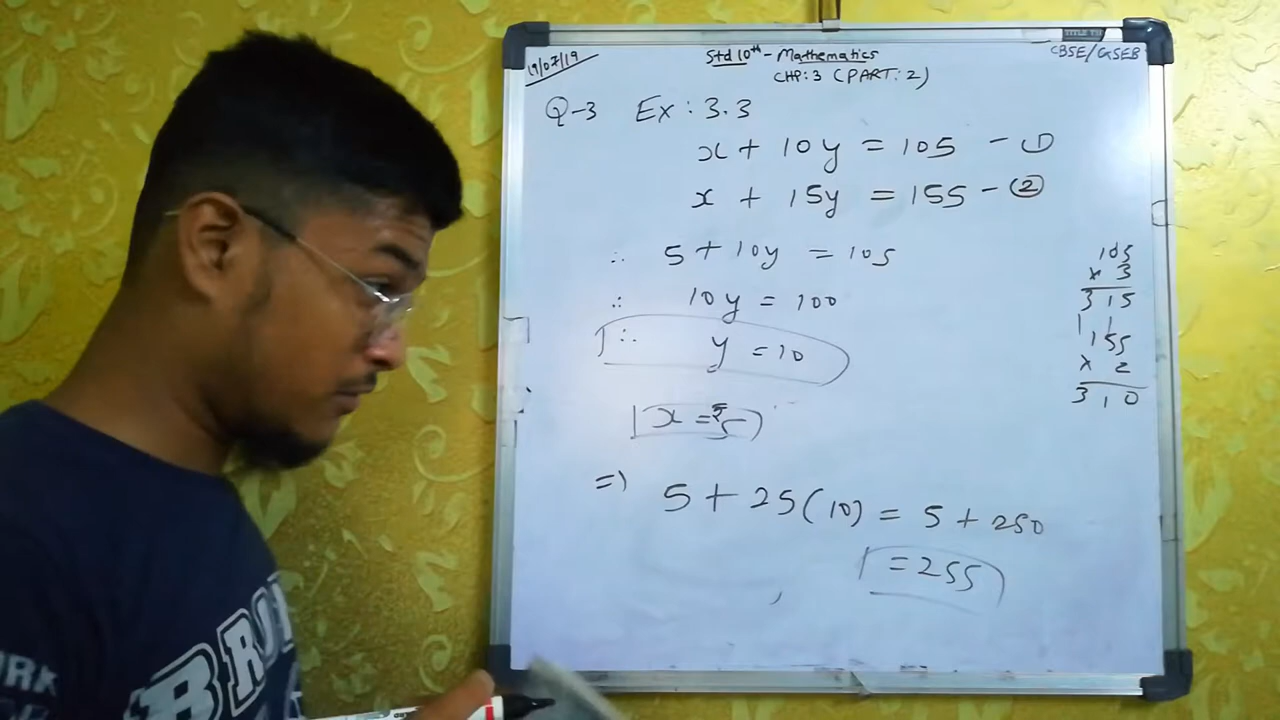 19/07/19
Std 10th - Mathematics
CBSE/GSEB
CHP: 3 (PART: 2)
Q-3 Ex: 3.3
x + 10y = 105 - ①
x + 15y = 155 - ②
∴ 5 + 10y = 105
∴ 10y = 100
∴ y = 10
x = ₹5
⇒ 5 + 25(10) = 5 + 250
= 255
105
x 3
315
1 1
155
x 2
310